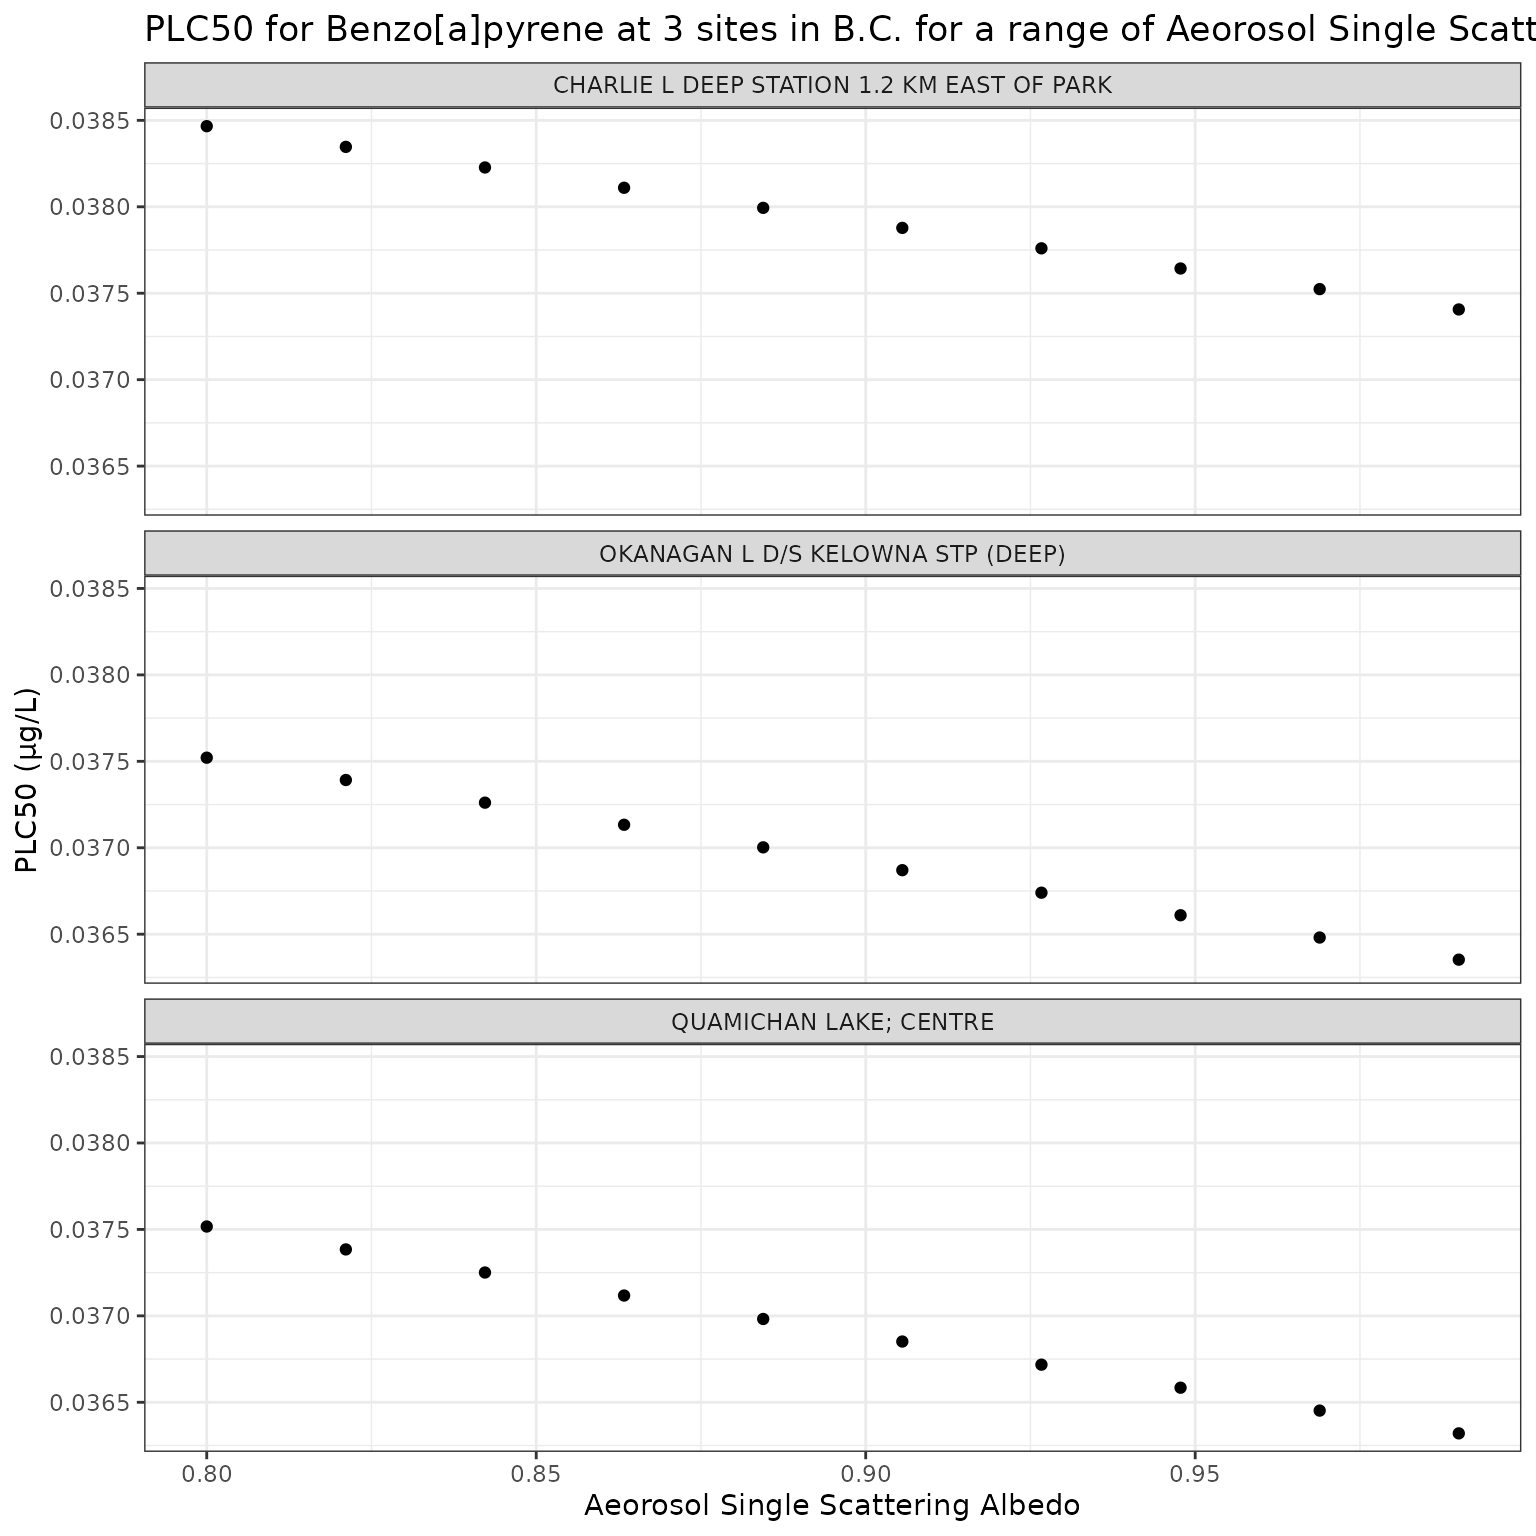 PLC50 for Benzo[a]pyrene at 3 sites in B.C. for a range of Aeorosol Single Scatt
CHARLIE L DEEP STATION 1.2 KM EAST OF PARK
0.0385
0.0380
0.0375
0.0370
0.0365
OKANAGAN L D/S KELOWNA STP (DEEP)
0.0385
0.0380
0.0375
0.0370
0.0365
PLC50 (µg/L)
QUAMICHAN LAKE; CENTRE
0.0385
0.0380
0.0375
0.0370
0.0365
0.80 0.85 0.90 0.95
Aeorosol Single Scattering Albedo